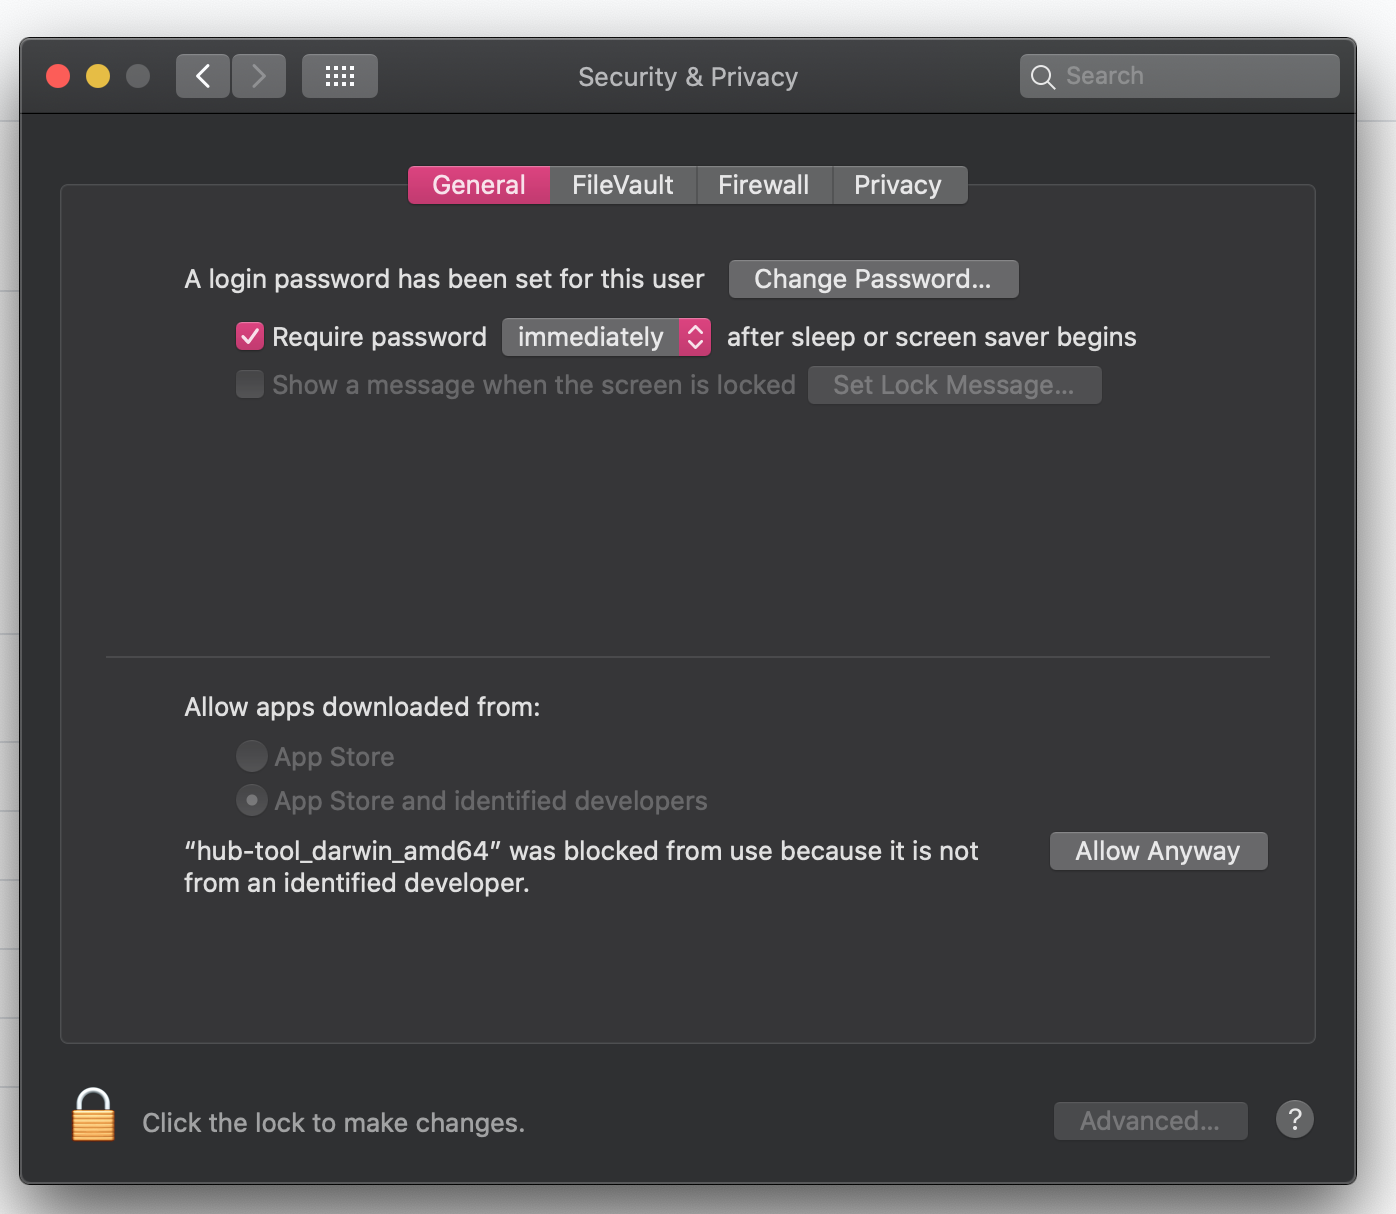 Security & Privacy
Search
General
FileVault
Firewall
Privacy
A login password has been set for this user
Change Password...
Require password immediately after sleep or screen saver begins
Show a message when the screen is locked
Set Lock Message...
Allow apps downloaded from:
App Store
App Store and identified developers
“hub-tool_darwin_amd64” was blocked from use because it is not
from an identified developer.
Allow Anyway
Click the lock to make changes.
Advanced...
?